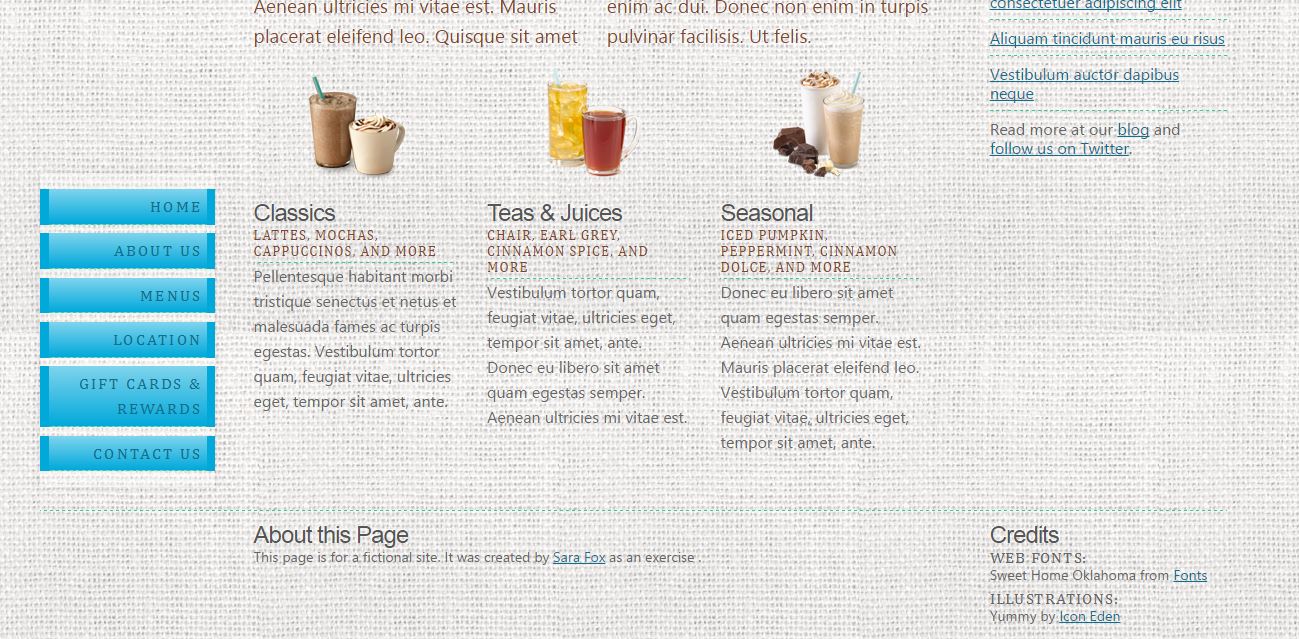 Aenean ultricies mi vitae est. Mauris
placerat eleifend leo. Quisque sit amet
enim ac dui. Donec non enim in turpis
pulvinar facilisis. Ut felis.
consectetuer adipiscing elit
Aliquam tincidunt mauris eu risus
Vestibulum auctor dapibus
neque
Read more at our blog and
follow us on Twitter.
HOME
ABOUT US
MENUS
LOCATION
GIFT CARDS &
REWARDS
CONTACT US
Classics
LATTES, MOCHAS,
CAPPUCCINOS, AND MORE
Pellentesque habitant morbi
tristique senectus et netus et
malesuada fames ac turpis
egestas. Vestibulum tortor
quam, feugiat vitae, ultricies
eget, tempor sit amet, ante.
Teas & Juices
CHAIR, EARL GREY,
CINNAMON SPICE, AND
MORE
Vestibulum tortor quam,
feugiat vitae, ultricies eget,
tempor sit amet, ante.
Donec eu libero sit amet
quam egestas semper.
Aenean ultricies mi vitae est.
Seasonal
ICED PUMPKIN,
PEPPERMINT, CINNAMON
DOLCE, AND MORE
Donec eu libero sit amet
quam egestas semper.
Aenean ultricies mi vitae est.
Mauris placerat eleifend leo.
Vestibulum tortor quam,
feugiat vitae, ultricies eget,
tempor sit amet, ante.
About this Page
This page is for a fictional site. It was created by Sara Fox as an exercise .
Credits
WEB FONTS:
Sweet Home Oklahoma from Fonts
ILLUSTRATIONS:
Yummy by Icon Eden